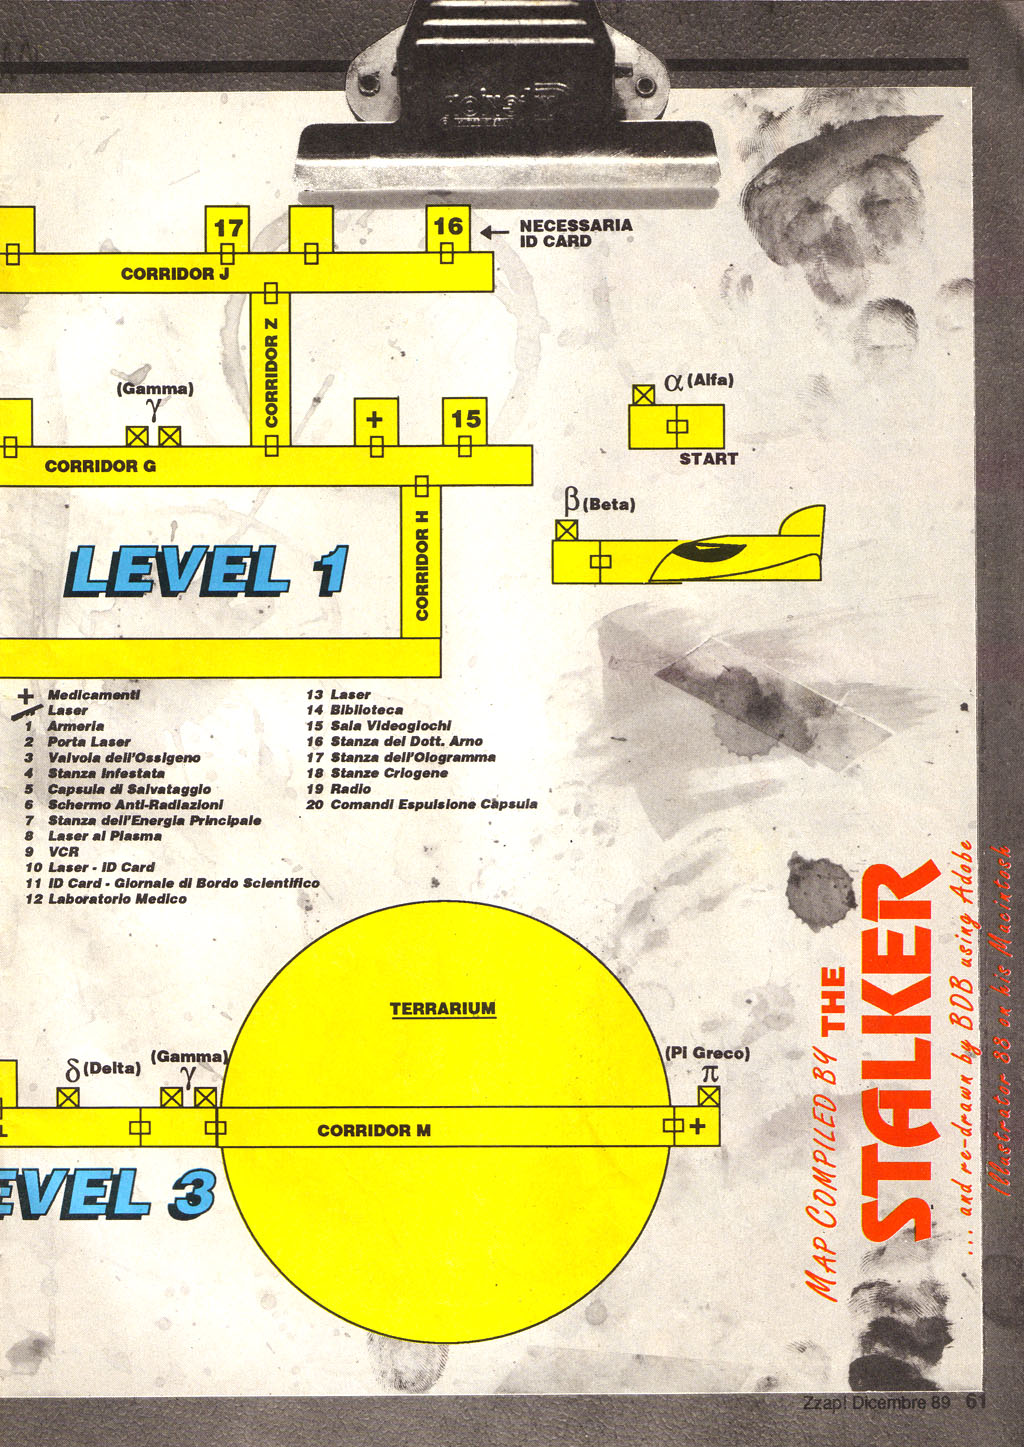 17
16
NECESSARIA
ID CARD
CORRIDOR J
CORRIDOR Z
(Gamma)
γ
+
15
CORRIDOR G
CORRIDOR H
α (Alfa)
START
β (Beta)
LEVEL 1
+ Medicamenti
Laser
1 Armeria
2 Porta Laser
3 Valvola dell'Ossigeno
4 Stanza Infestata
5 Capsula di Salvataggio
6 Schermo Anti-Radiazioni
7 Stanza dell'Energia Principale
8 Laser al Plasma
9 VCR
10 Laser - ID Card
11 ID Card - Giornale di Bordo Scientifico
12 Laboratorio Medico
13 Laser
14 Biblioteca
15 Sala Videogiochi
16 Stanza del Dott. Arno
17 Stanza dell'Ologramma
18 Stanze Criogene
19 Radio
20 Comandi Espulsione Capsula
TERRARIUM
δ (Delta)
(Gamma)
γ
(Pi Greco)
π
L
CORRIDOR M
+
EVEL 3
MAP COMPILED BY THE
STALKER
... and re-drawn by BDB using Adobe
Illustrator 88 on his Macintosh
Zzap! Dicembre 89 61